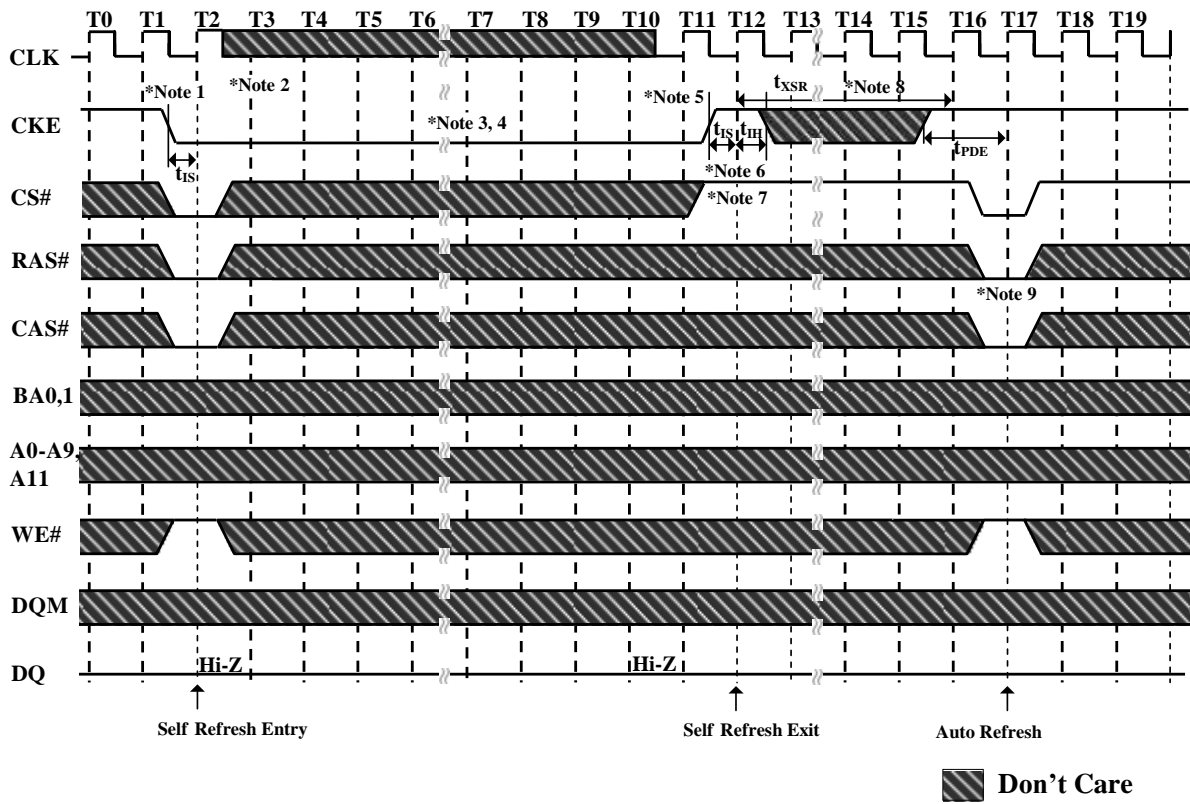 T0 T1 T2 T3 T4 T5 T6 T7 T8 T9 T10 T11 T12 T13 T14 T15 T16 T17 T18 T19
CLK
*Note 1 *Note 2 *Note 5 tXSR *Note 8
CKE *Note 3, 4
tIS tIS tIH tPDE
*Note 6
CS# *Note 7
RAS#
*Note 9
CAS#
BA0,1
A0-A9,
A11
WE#
DQM
DQ Hi-Z Hi-Z
Self Refresh Entry Self Refresh Exit Auto Refresh
Don't Care